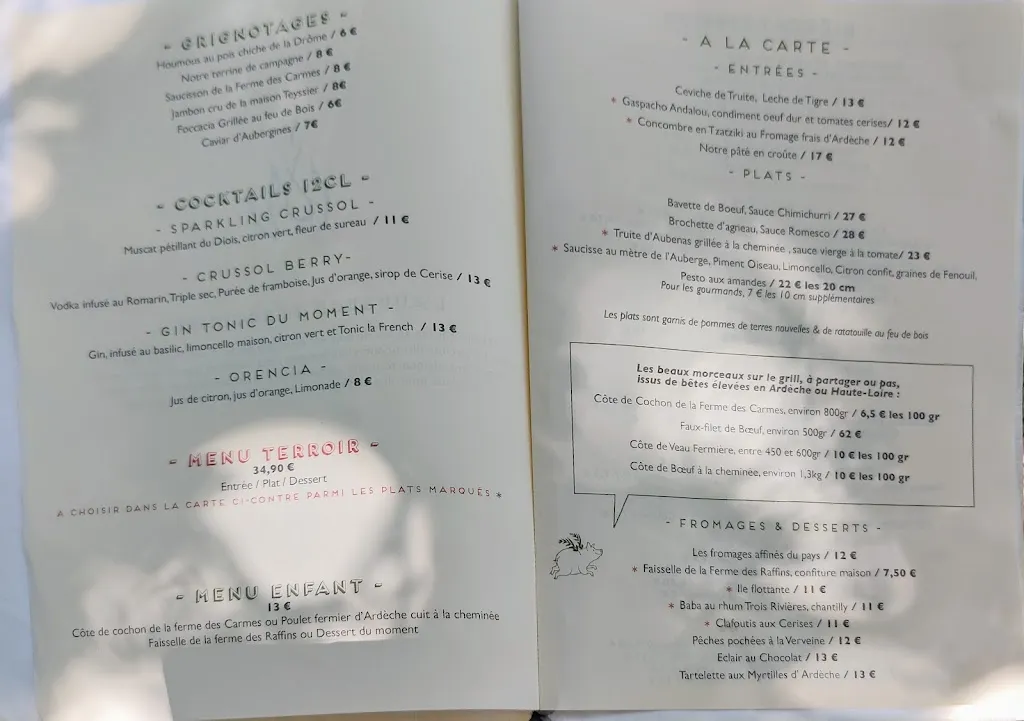 - GRIGNOTAGES -
Houmous au pois chiche de la Drôme / 6 €
Notre terrine de campagne / 8 €
Saucisson de la Ferme des Carmes / 8 €
Jambon cru de la maison Teyssier / 8€
Foccacia Grillée au feu de Bois / 6€
Caviar d'Aubergines / 7€
- COCKTAILS 12CL -
- SPARKLING CRUSSOL -
Muscat pétillant du Diois, citron vert, fleur de sureau / 11 €
- CRUSSOL BERRY-
Vodka infusé au Romarin, Triple sec, Purée de framboise, Jus d'orange, sirop de Cerise / 13 €
- GIN TONIC DU MOMENT -
Gin, infusé au basilic, limoncello maison, citron vert et Tonic la French / 13 €
- ORENCIA -
Jus de citron, jus d'orange, Limonade / 8 €
- MENU TERROIR -
34,90 €
Entrée / Plat / Dessert
A CHOISIR DANS LA CARTE CI-CONTRE PARMI LES PLATS MARQUÉS *
- MENU ENFANT -
13 €
Côte de cochon de la ferme des Carmes ou Poulet fermier d'Ardèche cuit à la cheminée
Faisselle de la ferme des Raffins ou Dessert du moment
- A LA CARTE -
- ENTRÉES -
Ceviche de Truite, Leche de Tigre / 13 €
* Gaspacho Andalou, condiment oeuf dur et tomates cerises/ 12 €
* Concombre en Tzatziki au Fromage frais d'Ardèche / 12 €
Notre pâté en croûte / 17 €
- PLATS -
Bavette de Boeuf, Sauce Chimichurri / 27 €
Brochette d'agneau, Sauce Romesco / 28 €
* Truite d'Aubenas grillée à la cheminée , sauce vierge à la tomate/ 23 €
* Saucisse au mètre de l'Auberge, Piment Oiseau, Limoncello, Citron confit, graines de Fenouil,
Pesto aux amandes / 22 € les 20 cm
Pour les gourmands, 7 € les 10 cm supplémentaires
Les plats sont garnis de pommes de terres nouvelles & de ratatouille au feu de bois
Les beaux morceaux sur le grill, à partager ou pas,
issus de bêtes élevées en Ardèche ou Haute-Loire :
Côte de Cochon de la Ferme des Carmes, environ 800gr / 6,5 € les 100 gr
Faux-filet de Bœuf, environ 500gr / 62 €
Côte de Veau Fermière, entre 450 et 600gr / 10 € les 100 gr
Côte de Bœuf à la cheminée, environ 1,3kg / 10 € les 100gr
- FROMAGES & DESSERTS -
Les fromages affinés du pays / 12 €
* Faisselle de la Ferme des Raffins, confiture maison / 7,50 €
* Ile flottante / 11 €
* Baba au rhum Trois Rivières, chantilly / 11 €
* Clafoutis aux Cerises / 11 €
Pêches pochées à la Verveine / 12 €
Eclair au Chocolat / 13 €
Tartelette aux Myrtilles d' Ardèche / 13 €